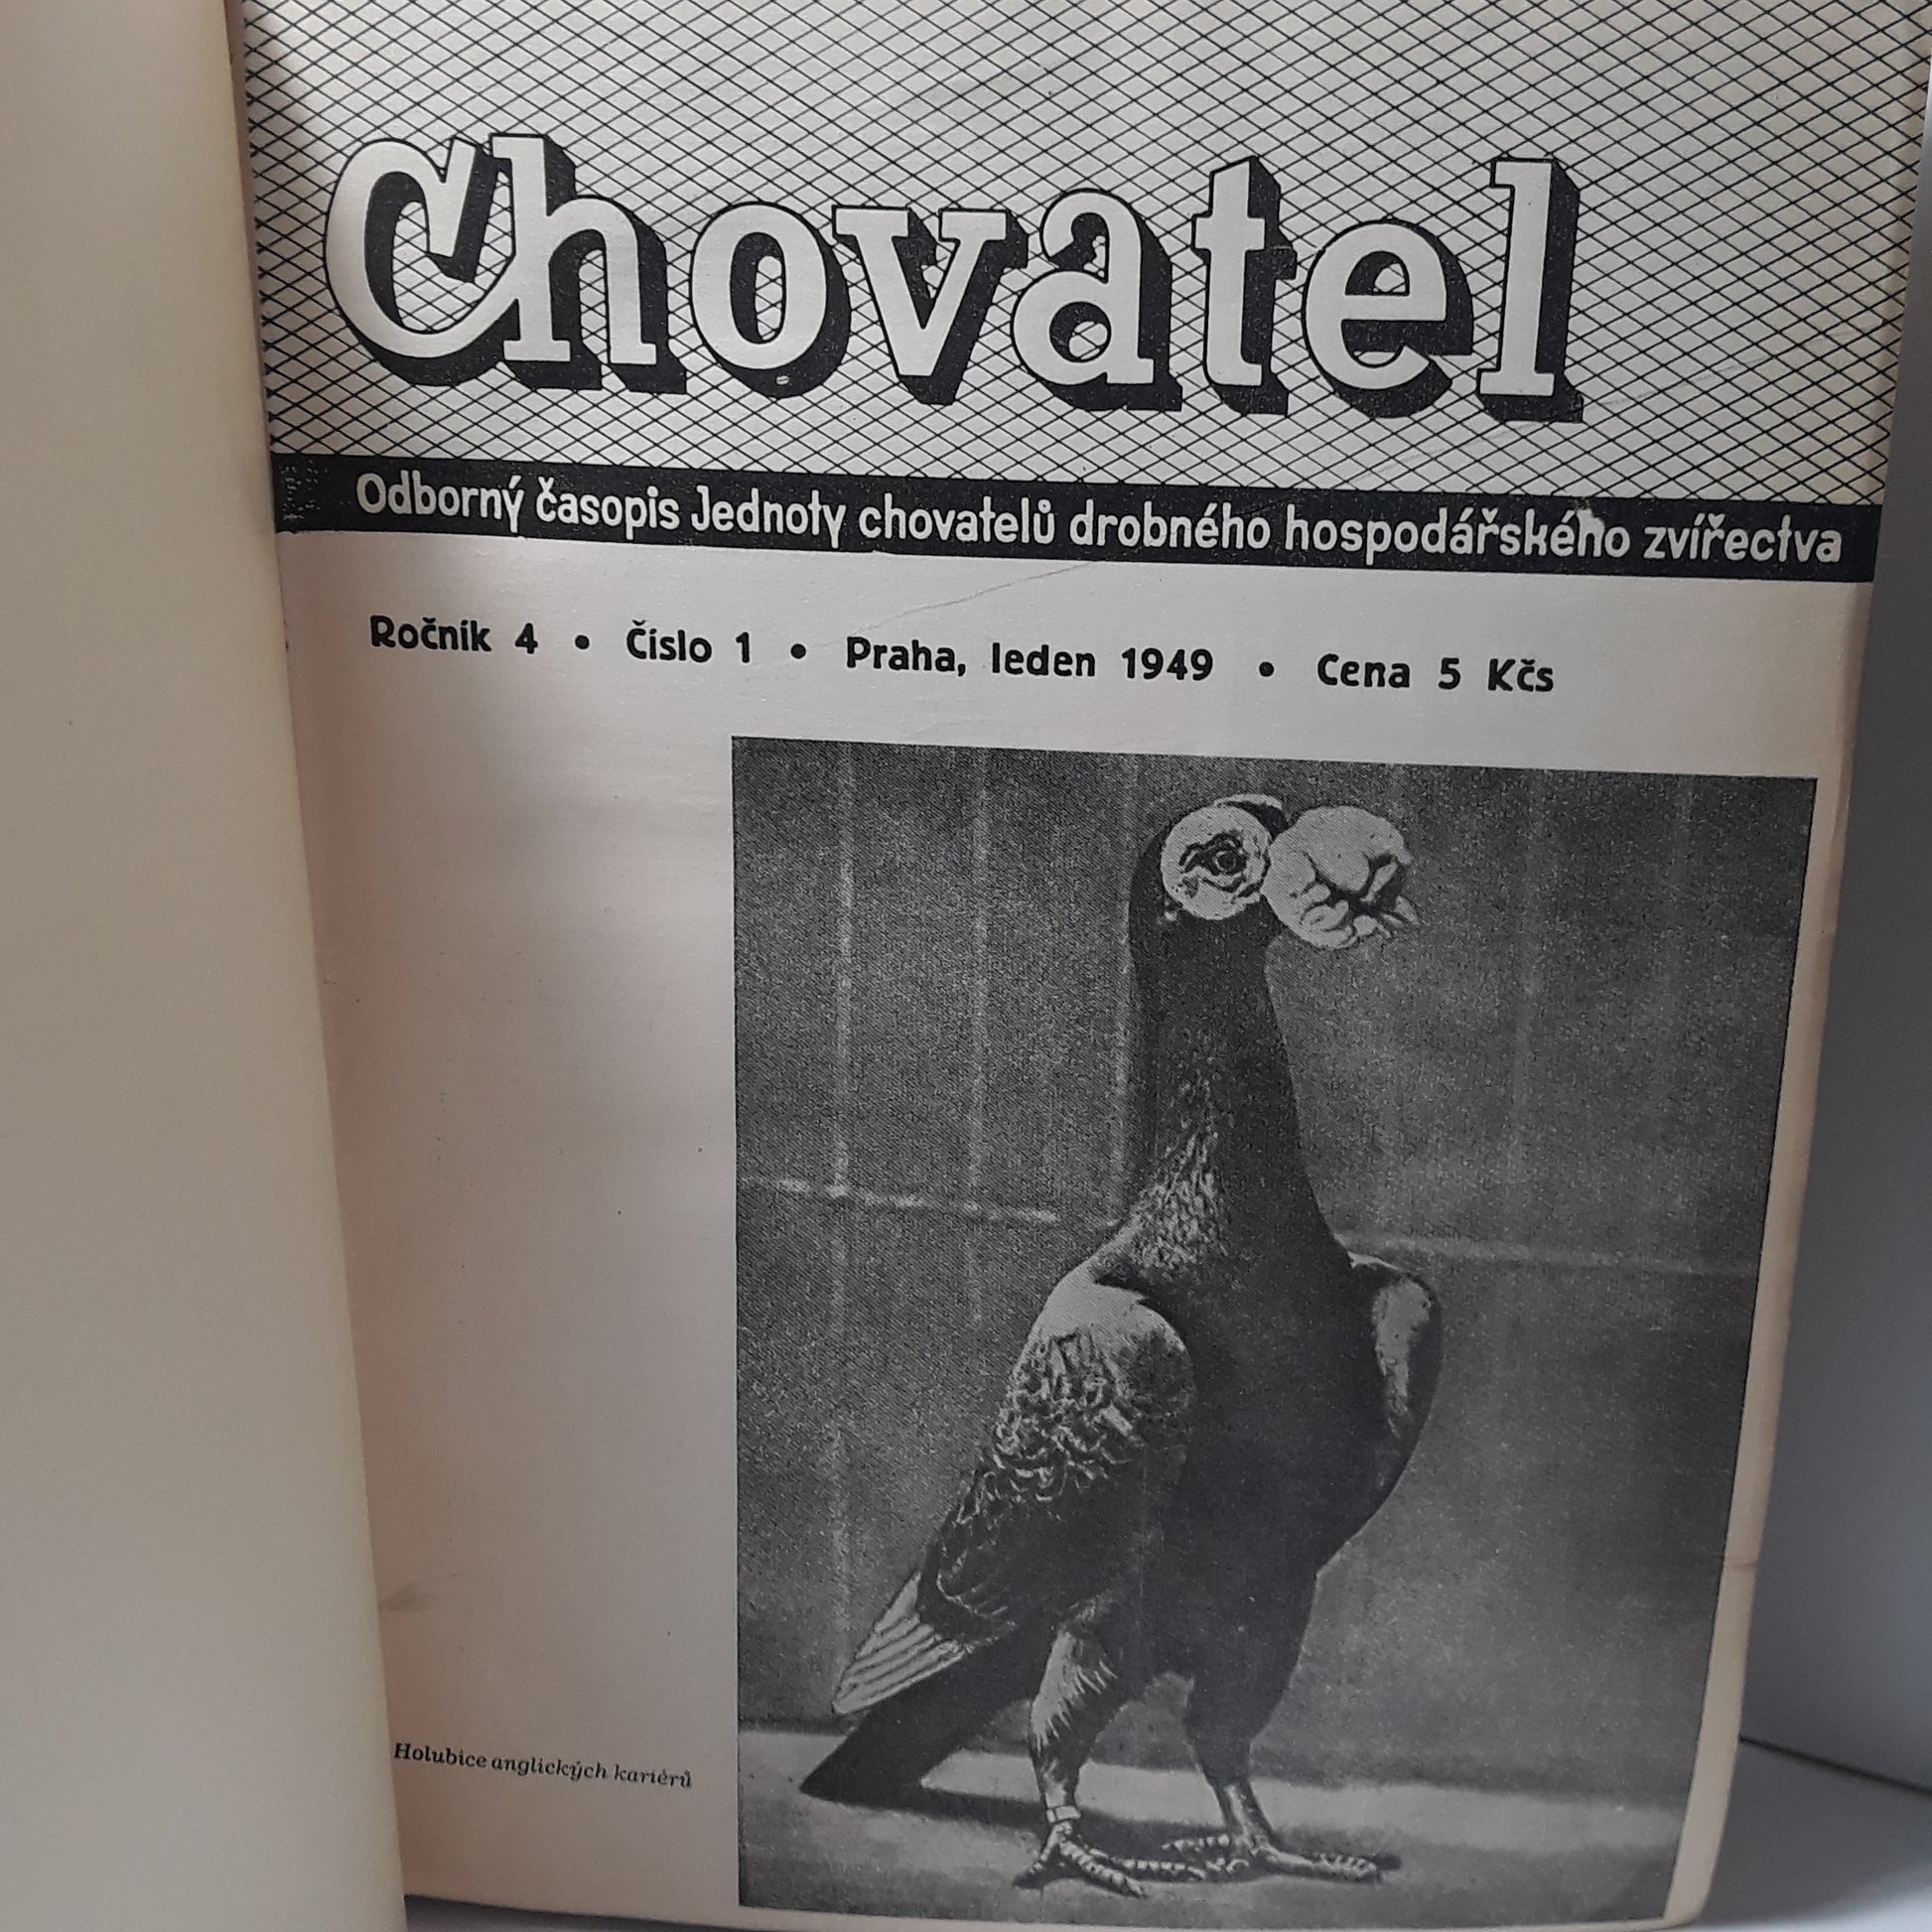 Chovatel
Odborný časopis Jednoty chovatelů drobného hospodářského zvířectva
Ročník 4 • Číslo 1 • Praha, leden 1949 • Cena 5 Kčs
Holubice anglických kariérů